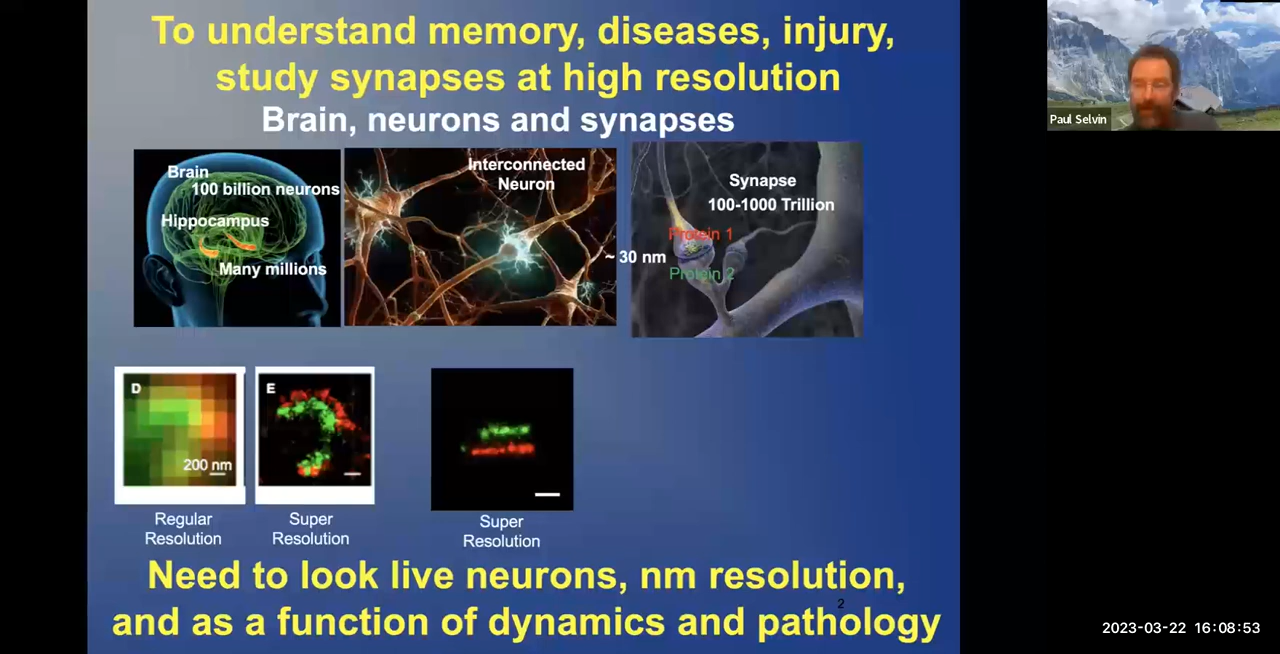 To understand memory, diseases, injury,
study synapses at high resolution
Brain, neurons and synapses
Brain
100 billion neurons
Hippocampus
Many millions
Interconnected
Neuron
Synapse
100-1000 Trillion
Protein 1
~ 30 nm
Protein 2
D
200 nm
E
Regular
Resolution
Super
Resolution
Super
Resolution
Need to look live neurons, nm resolution,
and as a function of dynamics and pathology
2
Paul Selvin
2023-03-22 16:08:53